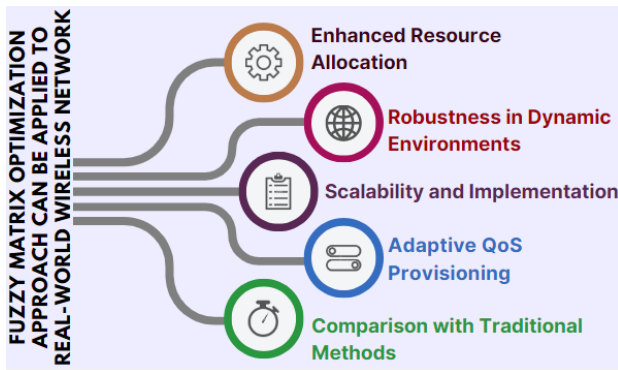 FUZZY MATRIX OPTIMIZATION
APPROACH CAN BE APPLIED TO
REAL-WORLD WIRELESS NETWORK
Enhanced Resource
Allocation
Robustness in Dynamic
Environments
Scalability and Implementation
Adaptive QoS
Provisioning
Comparison with Traditional
Methods